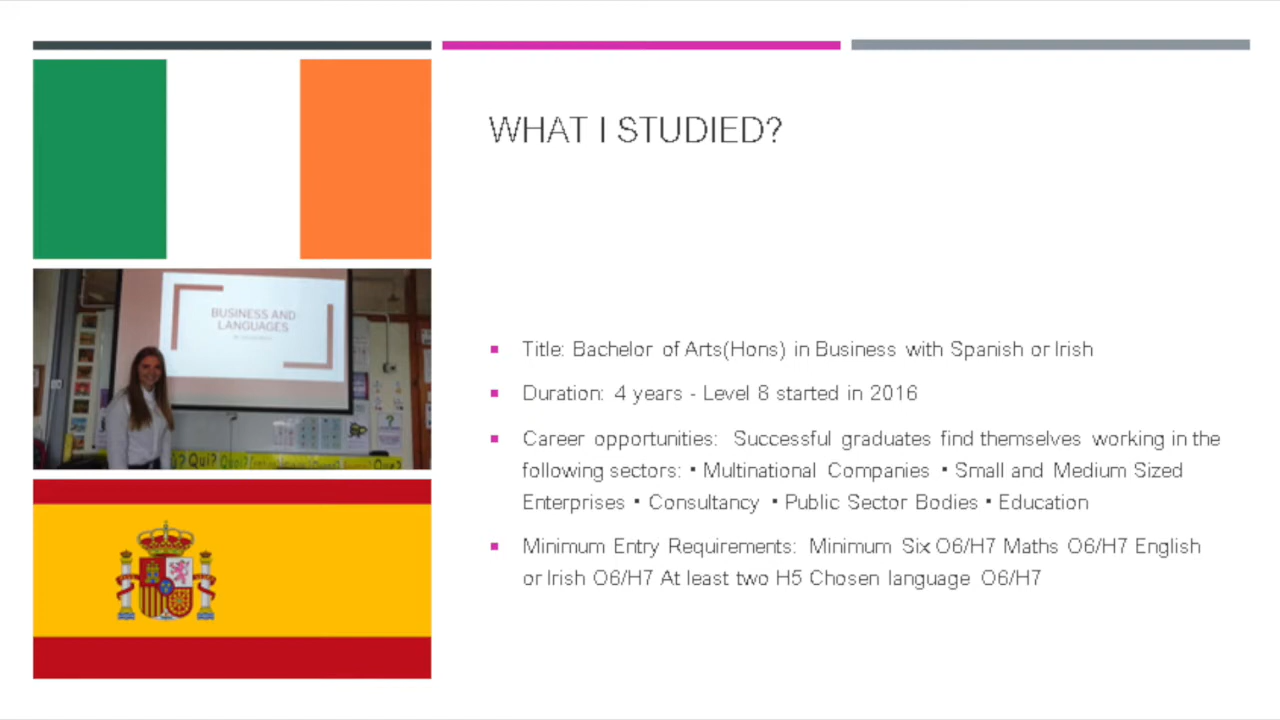 WHAT I STUDIED?
BUSINESS AND
LANGUAGES
▪ Title: Bachelor of Arts(Hons) in Business with Spanish or Irish
▪ Duration: 4 years - Level 8 started in 2016
▪ Career opportunities: Successful graduates find themselves working in the
following sectors: • Multinational Companies • Small and Medium Sized
Enterprises • Consultancy • Public Sector Bodies • Education
▪ Minimum Entry Requirements: Minimum Six O6/H7 Maths O6/H7 English
or Irish O6/H7 At least two H5 Chosen language O6/H7
? Qui?